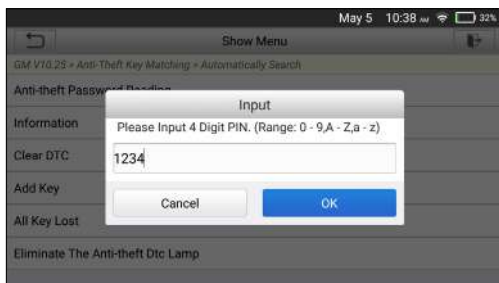 May 5 10:38 32%
Show Menu
GM V10.25 > Anti-Theft Key Matching > Automatically Search
Anti-theft Password Reading
Input
Information
Please Input 4 Digit PIN. (Range: 0 - 9,A - Z,a - z)
Clear DTC
1234
Add Key
Cancel
OK
All Key Lost
Eliminate The Anti-theft Dtc Lamp